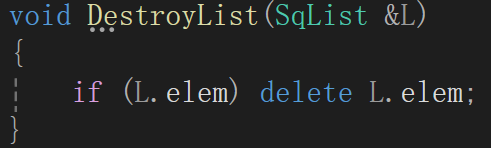 void DestroyList(SqList &L)
{
    if (L.elem) delete L.elem;
}